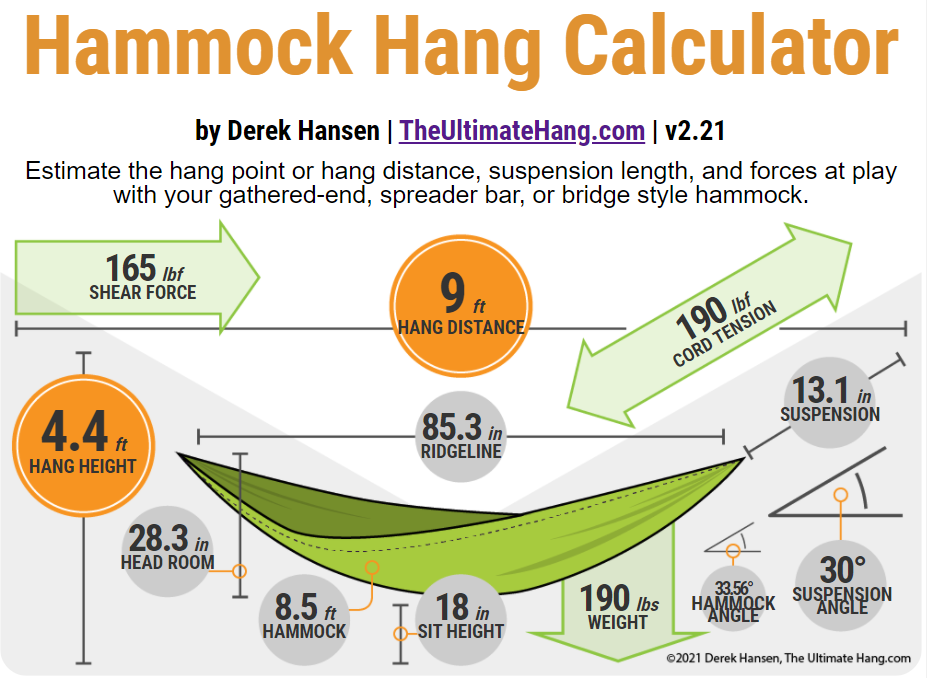 Hammock Hang Calculator
by Derek Hansen | TheUltimateHang.com | v2.21
Estimate the hang point or hang distance, suspension length, and forces at play
with your gathered-end, spreader bar, or bridge style hammock.
165 lbf
SHEAR FORCE
9 ft
HANG DISTANCE
190 lbf
CORD TENSION
13.1 in
SUSPENSION
4.4 ft
HANG HEIGHT
85.3 in
RIDGELINE
28.3 in
HEAD ROOM
8.5 ft
HAMMOCK
18 in
SIT HEIGHT
190 lbs
WEIGHT
33.56°
HAMMOCK
ANGLE
30°
SUSPENSION
ANGLE
©2021 Derek Hansen, The Ultimate Hang.com